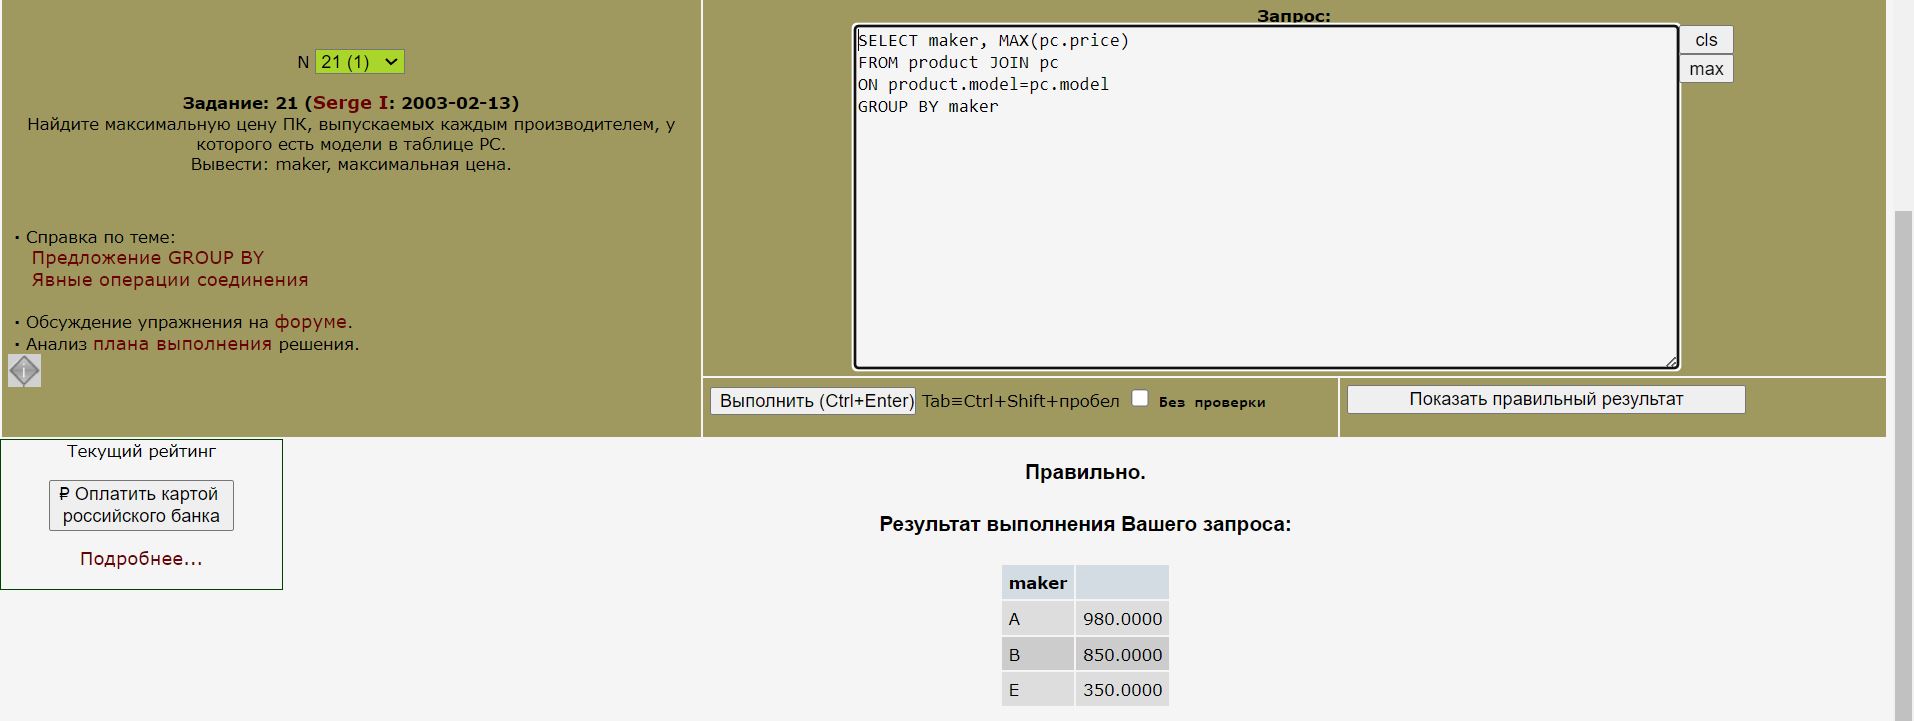 N 21 (1)
Задание: 21 (Serge I: 2003-02-13)
Найдите максимальную цену ПК, выпускаемых каждым производителем, у
которого есть модели в таблице PC.
Вывести: maker, максимальная цена.
· Справка по теме:
Предложение GROUP BY
Явные операции соединения
· Обсуждение упражнения на форуме.
· Анализ плана выполнения решения.
i
Запрос:
SELECT maker, MAX(pc.price)
FROM product JOIN pc
ON product.model=pc.model
GROUP BY maker
cls
max
Выполнить (Ctrl+Enter) Tab≡Ctrl+Shift+пробел Без проверки
Показать правильный результат
Текущий рейтинг
₽ Оплатить картой
российского банка
Подробнее...
Правильно.
Результат выполнения Вашего запроса:
maker
A 980.0000
B 850.0000
E 350.0000